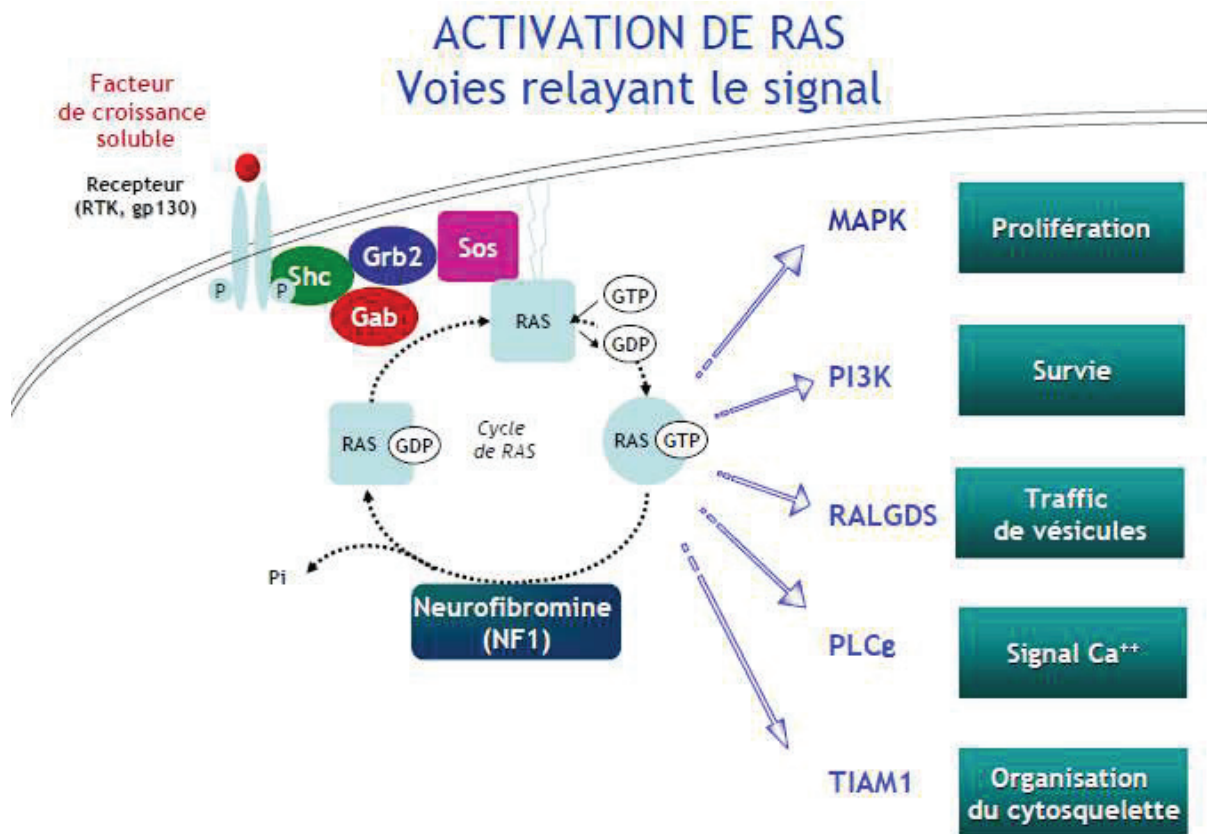 ACTIVATION DE RAS
Voies relayant le signal
Facteur
de croissance
soluble
Recepteur
(RTK, gp130)
P
P
Shc
Grb2
Gab
Sos
RAS
GTP
GDP
RAS
GDP
Cycle
de RAS
RAS
GTP
Pi
Neurofibromine
(NF1)
MAPK
Prolifération
PI3K
Survie
RALGDS
Traffic
de vésicules
PLCg
Signal Ca⁺⁺
TIAM1
Organisation
du cytosquelette